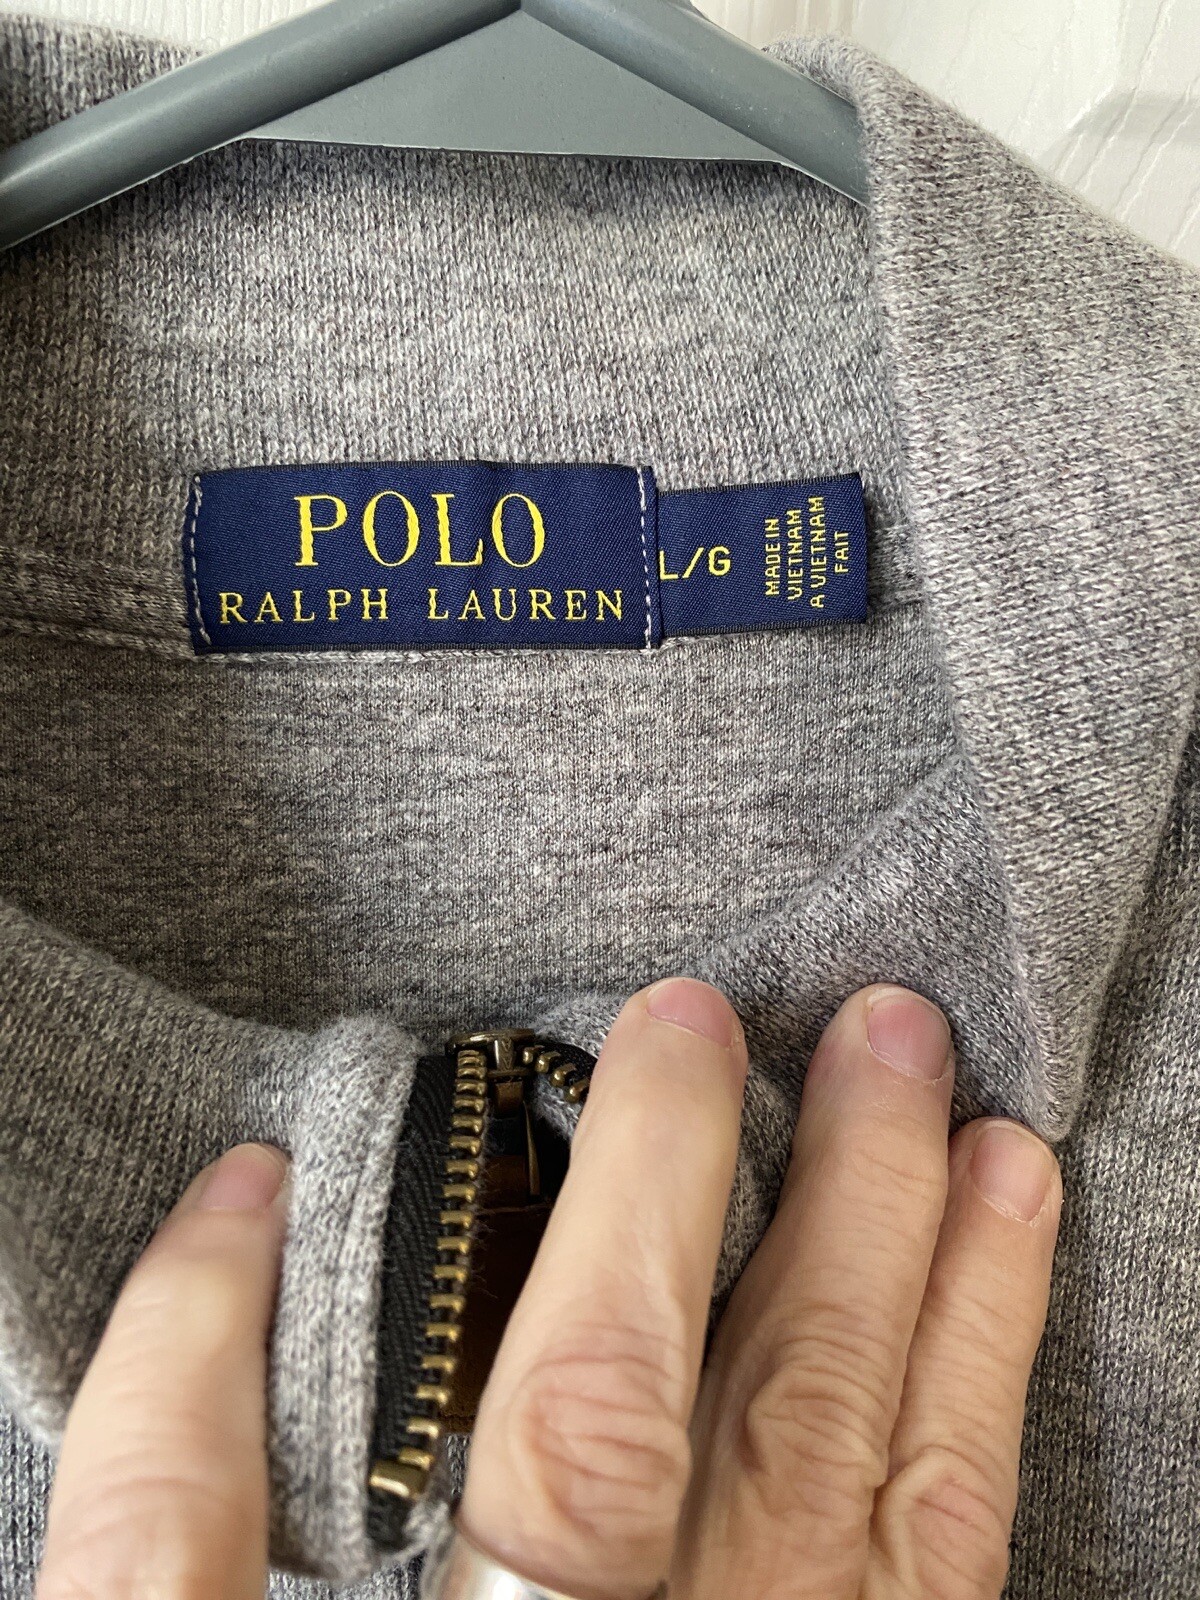 POLO
RALPH LAUREN
L/G
MADE IN
VIETNAM
A VIETNAM
FAIT